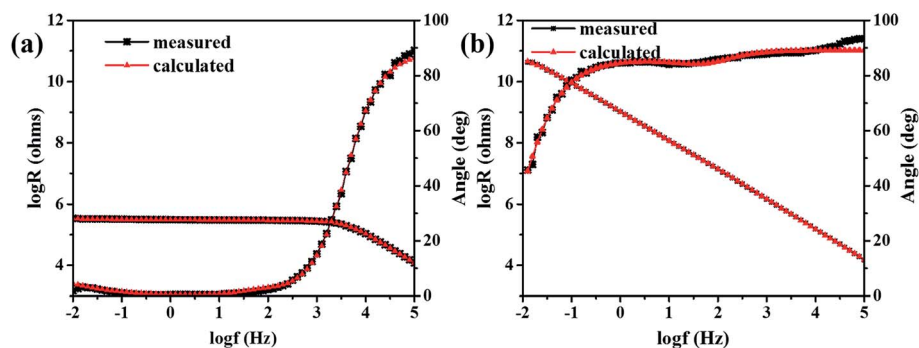 (a)
measured
calculated
logR (ohms)
12
10
8
6
4
100
80
60
40
20
0
Angle (deg)
-2 -1 0 1 2 3 4 5
logf (Hz)
(b)
measured
calculated
logR (ohms)
12
10
8
6
4
100
80
60
40
20
0
Angle (deg)
-2 -1 0 1 2 3 4 5
logf (Hz)